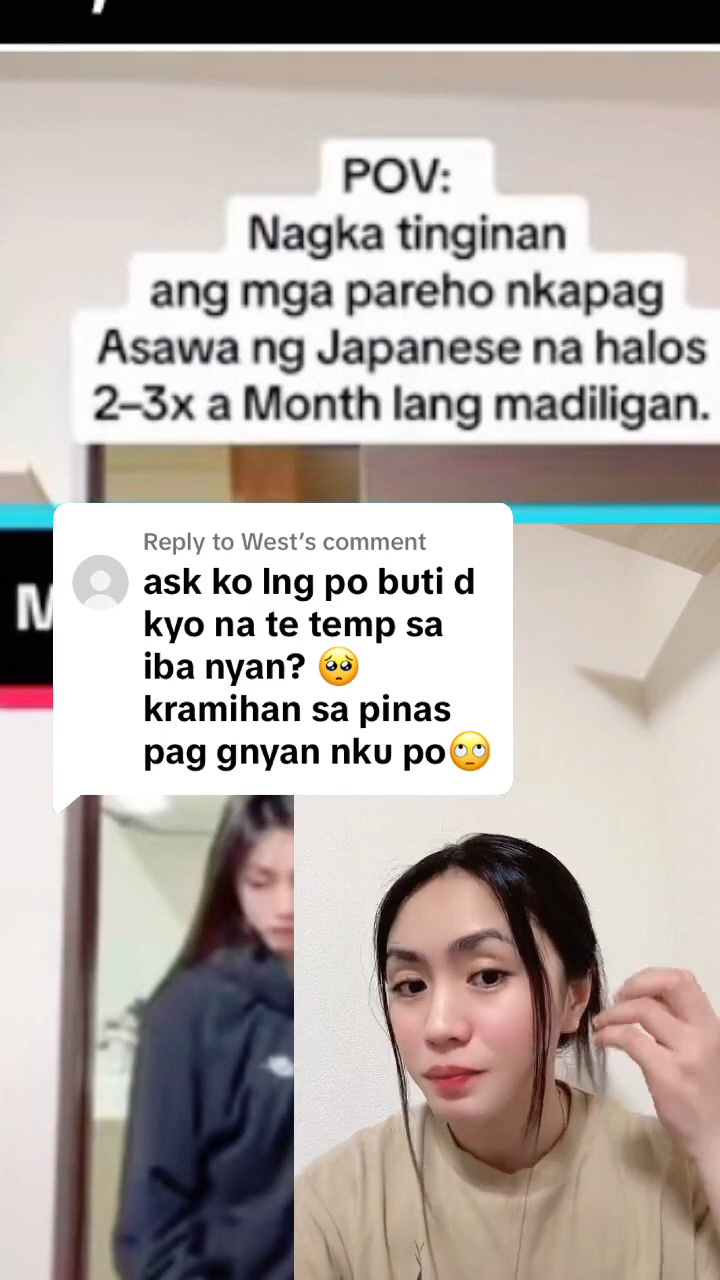 POV:
Nagka tinginan
ang mga pareho nkapag
Asawa ng Japanese na halos
2–3x a Month lang madiligan.
Reply to West's comment
ask ko lng po buti d
kyo na te temp sa
iba nyan? 🥺
kramihan sa pinas
pag gnyan nku po🙄